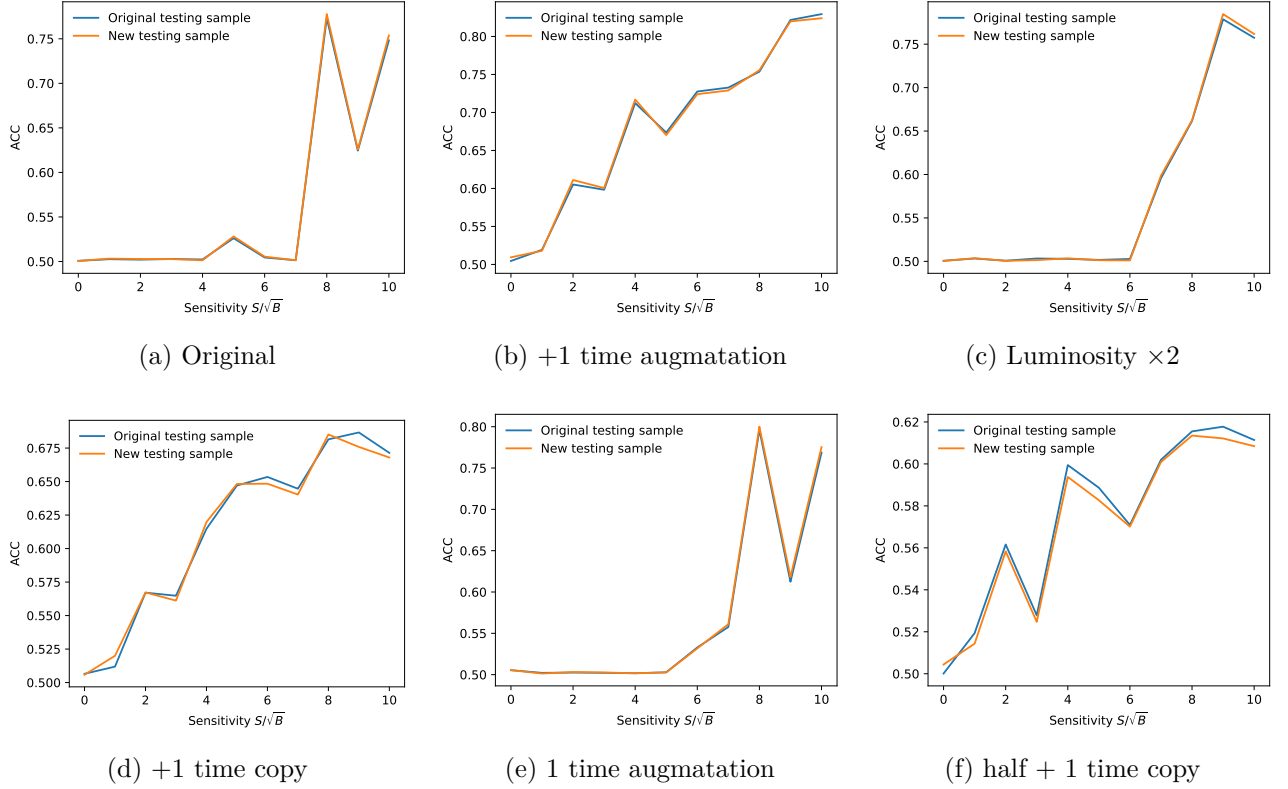 Original testing sample
New testing sample
0.75
0.70
0.65
0.60
0.55
0.50
ACC
0 2 4 6 8 10
Sensitivity S/√B
(a) Original
Original testing sample
New testing sample
0.80
0.75
0.70
0.65
0.60
0.55
0.50
ACC
0 2 4 6 8 10
Sensitivity S/√B
(b) +1 time augmatation
Original testing sample
New testing sample
0.75
0.70
0.65
0.60
0.55
0.50
ACC
0 2 4 6 8 10
Sensitivity S/√B
(c) Luminosity ×2
Original testing sample
New testing sample
0.675
0.650
0.625
0.600
0.575
0.550
0.525
0.500
ACC
0 2 4 6 8 10
Sensitivity S/√B
(d) +1 time copy
Original testing sample
New testing sample
0.80
0.75
0.70
0.65
0.60
0.55
0.50
ACC
0 2 4 6 8 10
Sensitivity S/√B
(e) 1 time augmatation
Original testing sample
New testing sample
0.62
0.60
0.58
0.56
0.54
0.52
0.50
ACC
0 2 4 6 8 10
Sensitivity S/√B
(f) half + 1 time copy